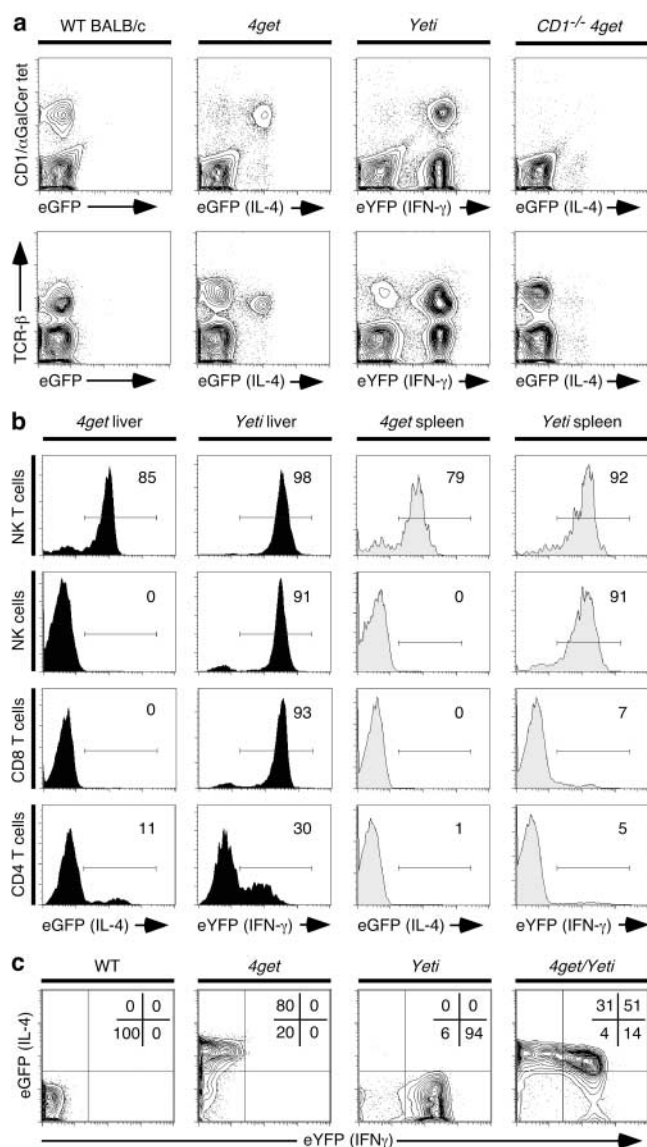 a
WT BALB/c 4get Yeti CD1-/- 4get
CD1/αGalCer tet
eGFP eGFP (IL-4) eYFP (IFN-γ) eGFP (IL-4)
TCR-β
eGFP eGFP (IL-4) eYFP (IFN-γ) eGFP (IL-4)
b
4get liver Yeti liver 4get spleen Yeti spleen
NK T cells
85 98 79 92
NK cells
0 91 0 91
CD8 T cells
0 93 0 7
CD4 T cells
11 30 1 5
eGFP (IL-4) eYFP (IFN-γ) eGFP (IL-4) eYFP (IFN-γ)
c
WT 4get Yeti 4get/Yeti
eGFP (IL-4)
0 0 80 0 0 0 31 51
100 0 20 0 6 94 4 14
eYFP (IFNγ)